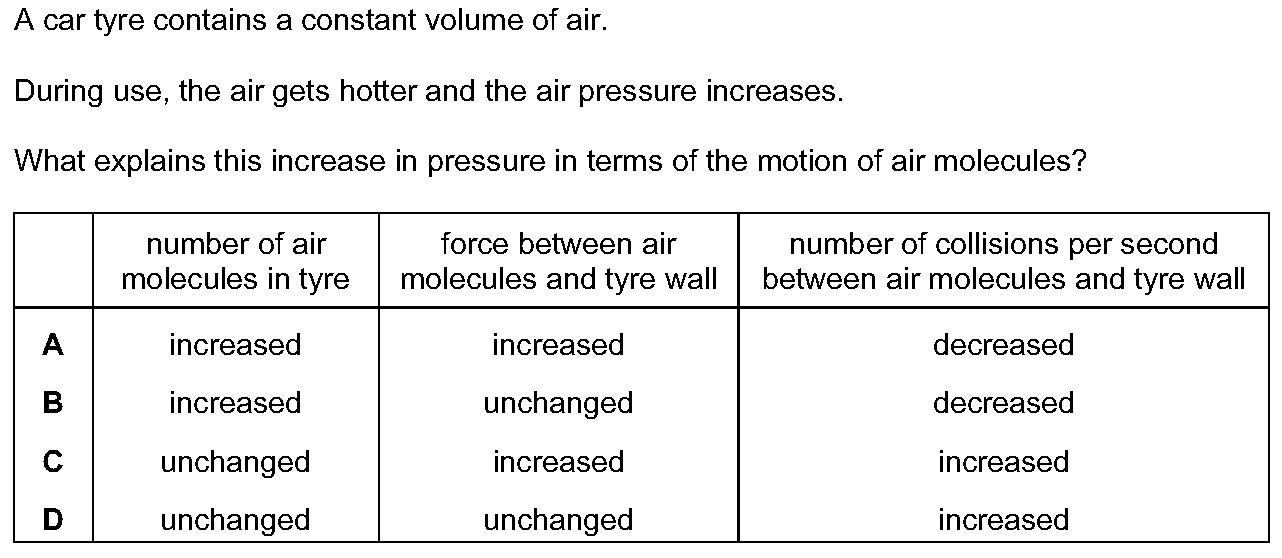 A car tyre contains a constant volume of air.
During use, the air gets hotter and the air pressure increases.
What explains this increase in pressure in terms of the motion of air molecules?
number of air molecules in tyre force between air molecules and tyre wall number of collisions per second between air molecules and tyre wall
A increased increased decreased
B increased unchanged decreased
C unchanged increased increased
D unchanged unchanged increased